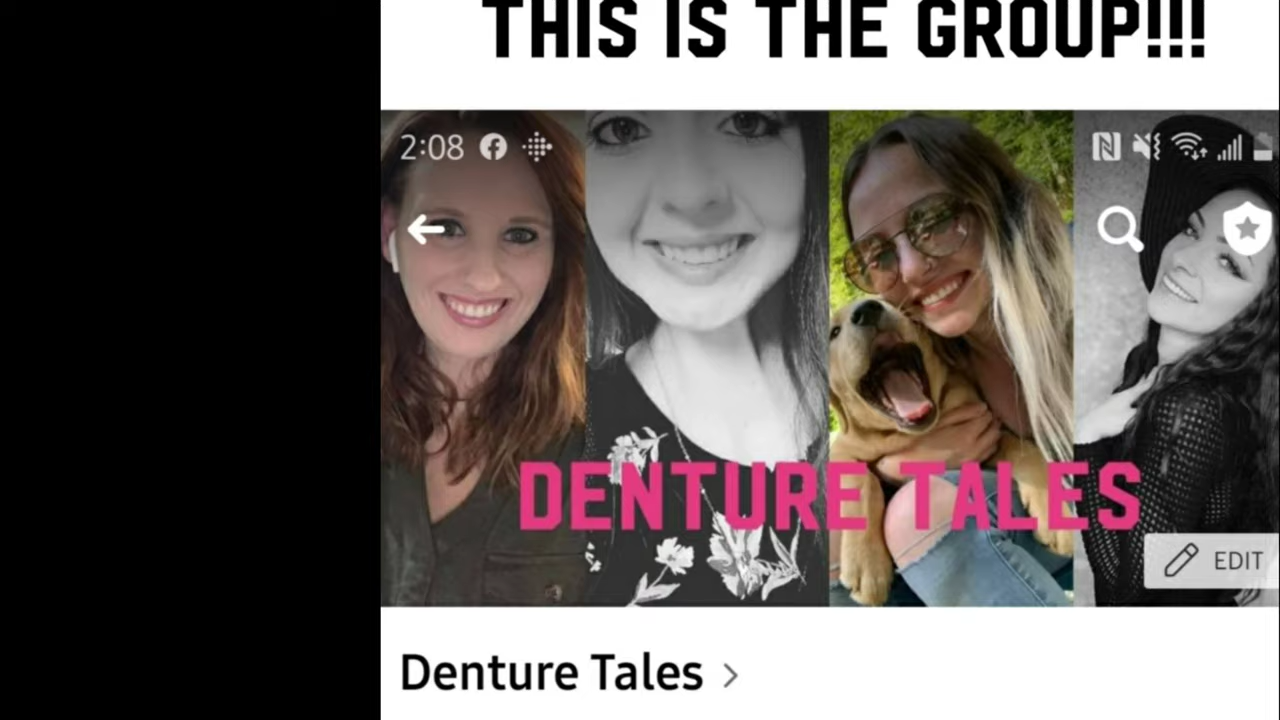 THIS IS THE GROUP!!!
2:08
DENTURE TALES
EDIT
Denture Tales